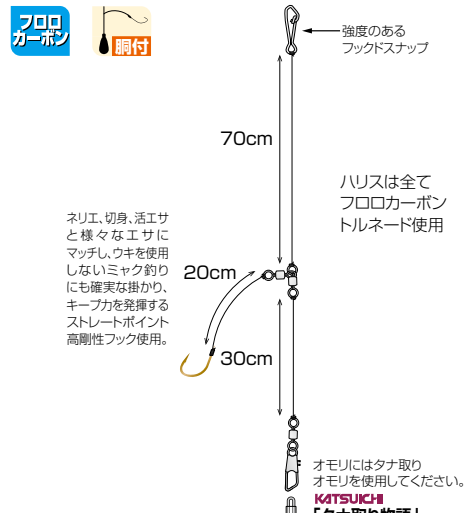 フロロ
カーボン
胴付
強度のある
フックドスナップ
70cm
ハリスは全て
フロロカーボン
トルネード使用
ネリエ、切身、活エサ
と様々なエサに
マッチし、ウキを使用
しないミャク釣り
にも確実な掛かり、
キープ力を発揮する
ストレートポイント
高剛性フック使用。
20cm
30cm
オモリにはタナ取り
オモリを使用してください。
KATSUICHI
「タナ取り物語」